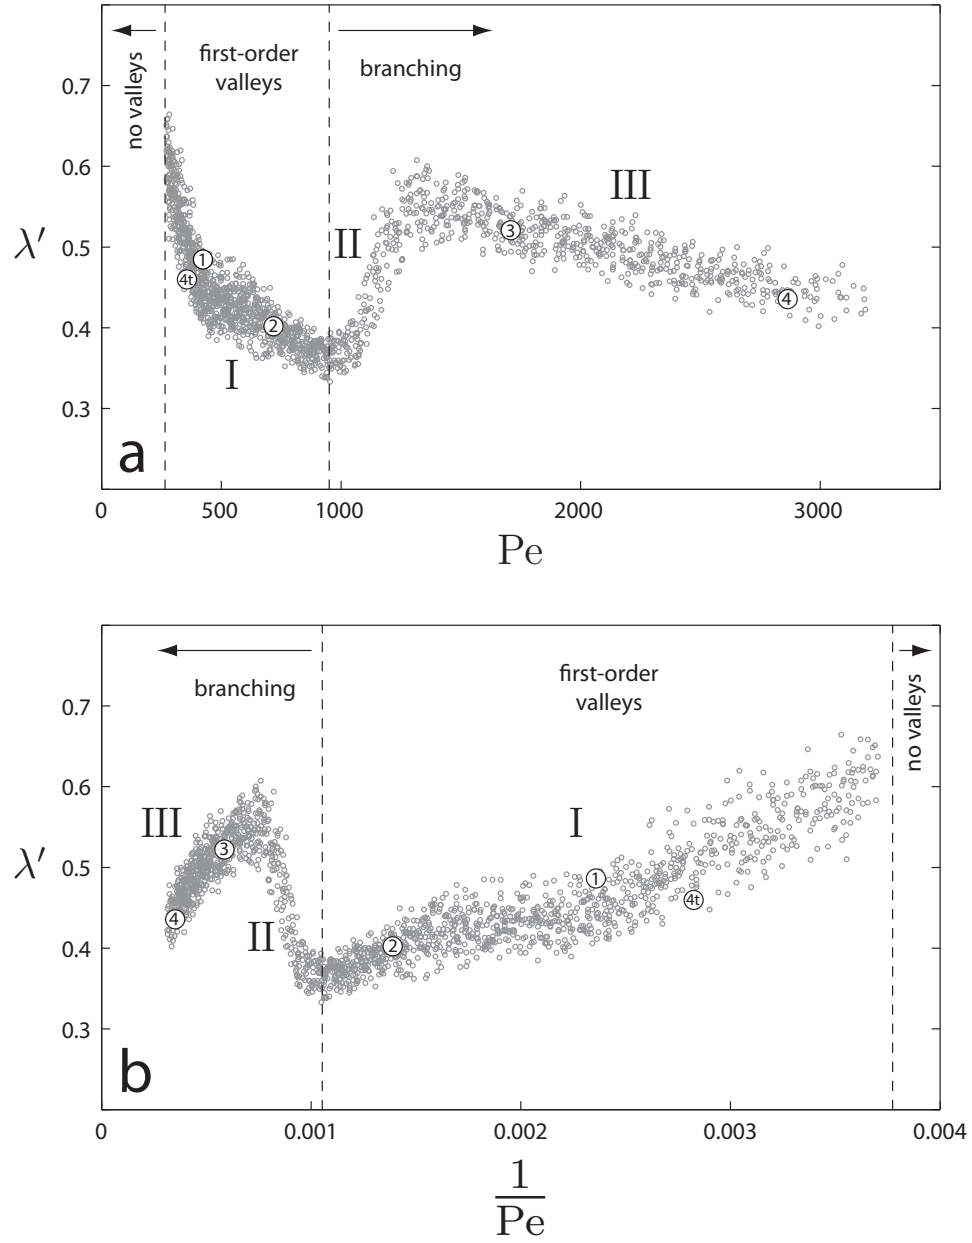 no valleys
first-order
valleys
branching
0.7
0.6
0.5
0.4
0.3
λ′
I
II
III
1
4t
2
3
4
a
0
500
1000
2000
3000
Pe
branching
first-order
valleys
no valleys
0.7
0.6
0.5
0.4
0.3
λ′
III
II
I
3
4
2
1
4t
b
0
0.001
0.002
0.003
0.004
1
Pe